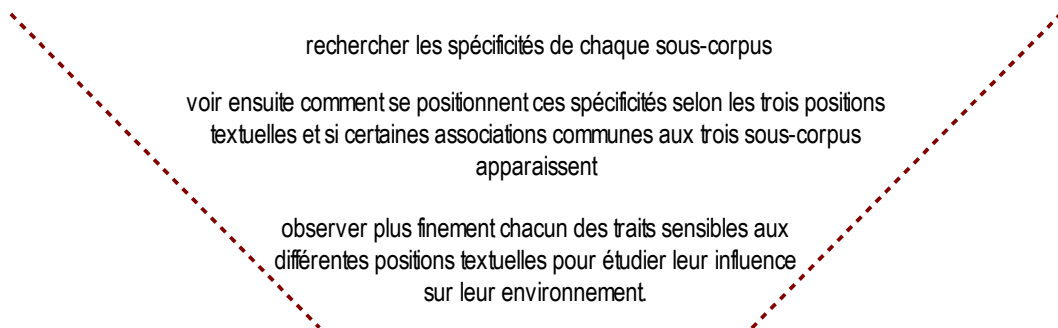 rechercher les spécificités de chaque sous-corpus
voir ensuite comment se positionnent ces spécificités selon les trois positions
textuelles et si certaines associations communes aux trois sous-corpus
apparaissent
observer plus finement chacun des traits sensibles aux
différentes positions textuelles pour étudier leur influence
sur leur environnement.